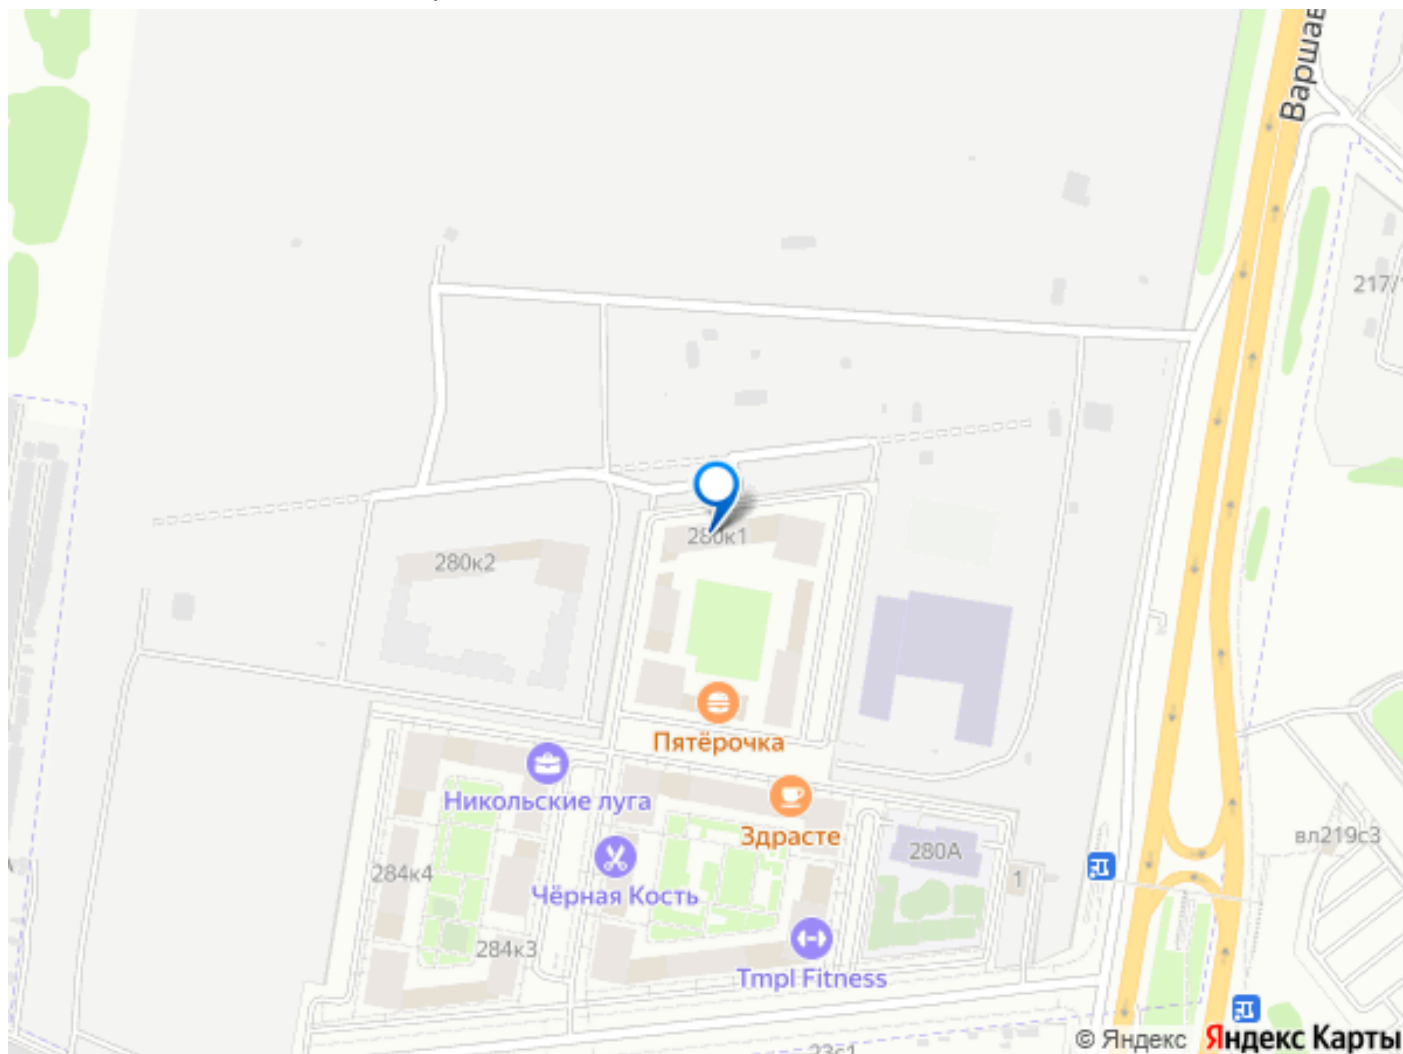 Варшав
217/
280к1
280к2
Пятёрочка
Никольские луга
Здрасте
вл219с3
280А
284к4
Чёрная Кость
1
284к3
Tmpl Fitness
© Яндекс Яндекс Карты
23с1